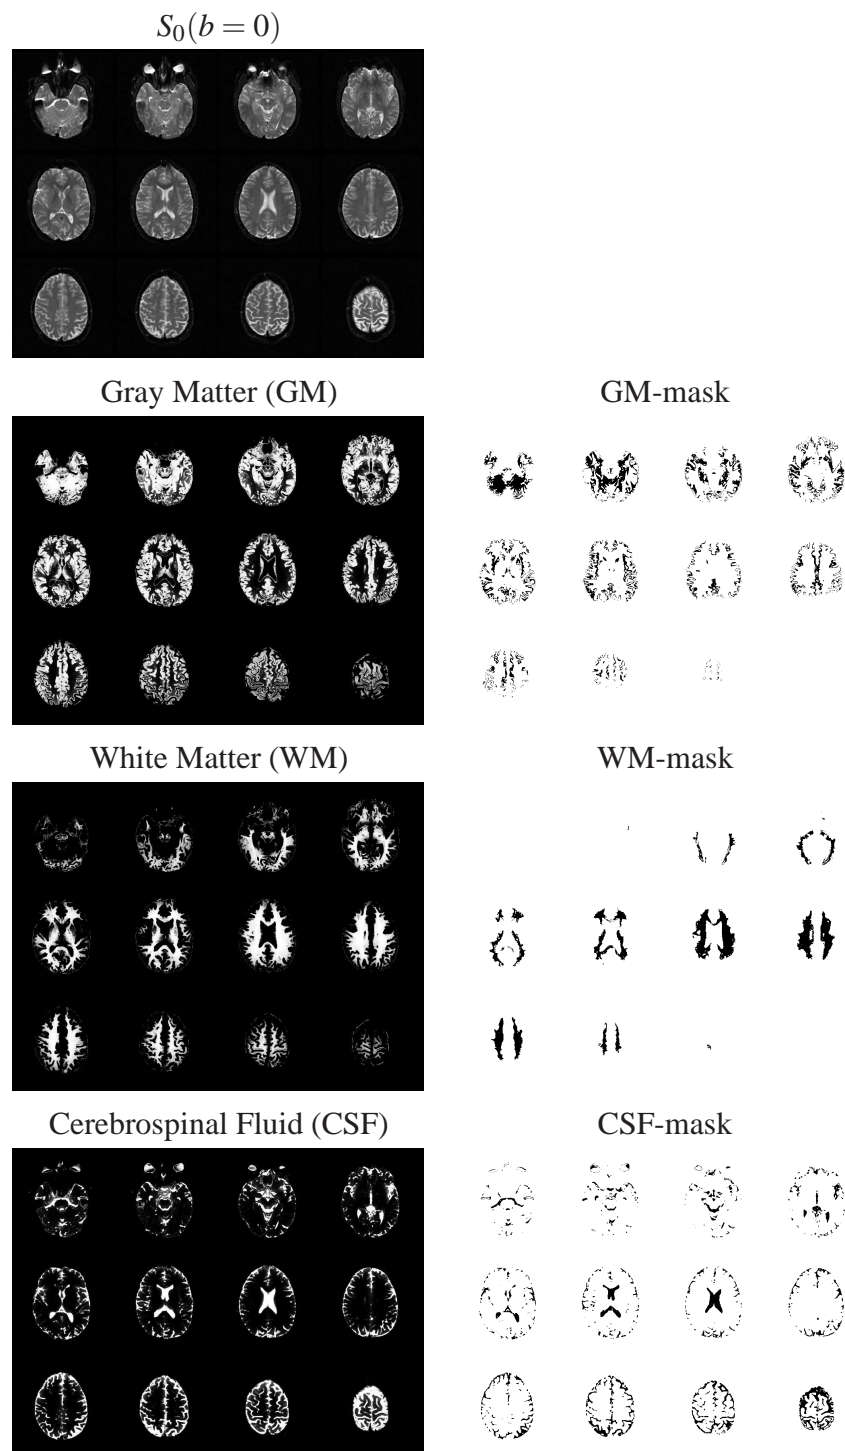 S₀(b = 0)
Gray Matter (GM)
GM-mask
White Matter (WM)
WM-mask
Cerebrospinal Fluid (CSF)
CSF-mask